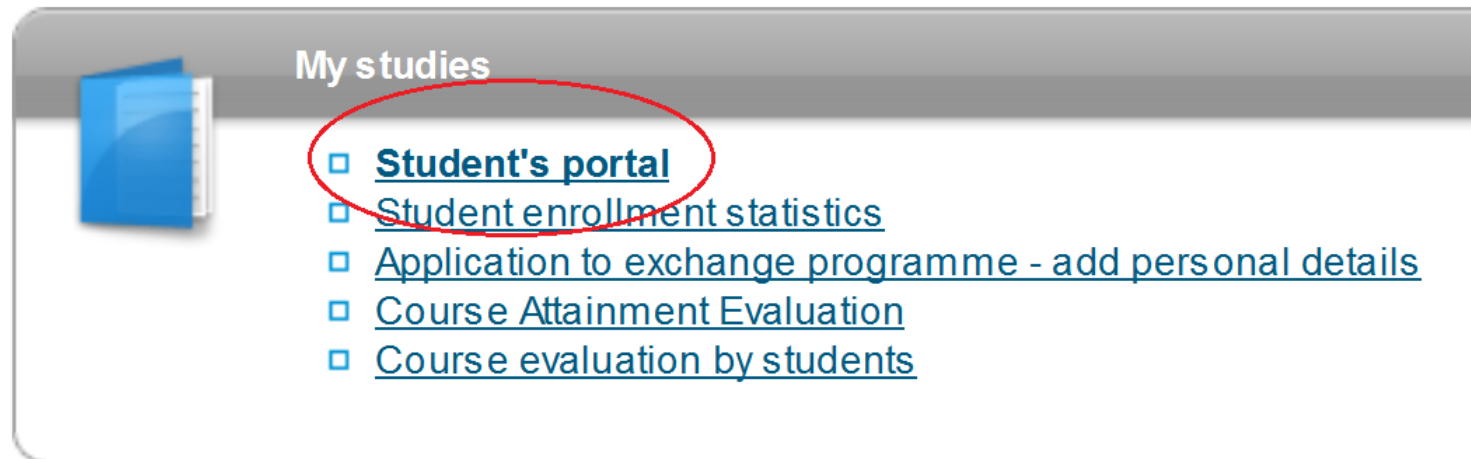 My studies
Student's portal
Student enrollment statistics
Application to exchange programme - add personal details
Course Attainment Evaluation
Course evaluation by students